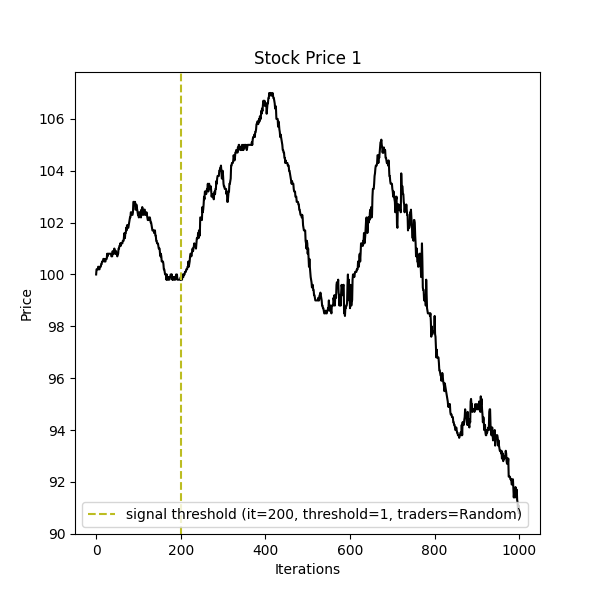 Stock Price 1
106
104
102
100
98
96
94
92
90
Price
signal threshold (it=200, threshold=1, traders=Random)
0 200 400 600 800 1000
Iterations